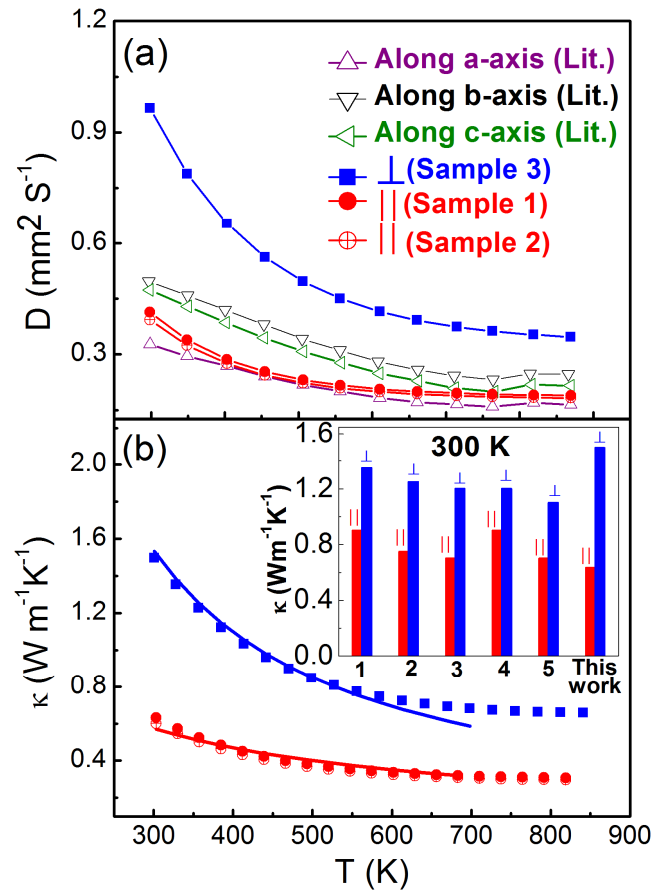 (a)
1.2
0.9
0.6
0.3
D (mm² S⁻¹)
Along a-axis (Lit.)
Along b-axis (Lit.)
Along c-axis (Lit.)
⊥(Sample 3)
||(Sample 1)
||(Sample 2)
(b)
2.0
1.6
1.2
0.8
0.4
κ (W m⁻¹K⁻¹)
300 K
1.6
1.2
0.8
0.4
0.0
κ (Wm⁻¹K⁻¹)
|| ⊥ || ⊥ || ⊥ || ⊥ || ⊥ || ⊥
1 2 3 4 5 This
work
300 400 500 600 700 800 900
T (K)